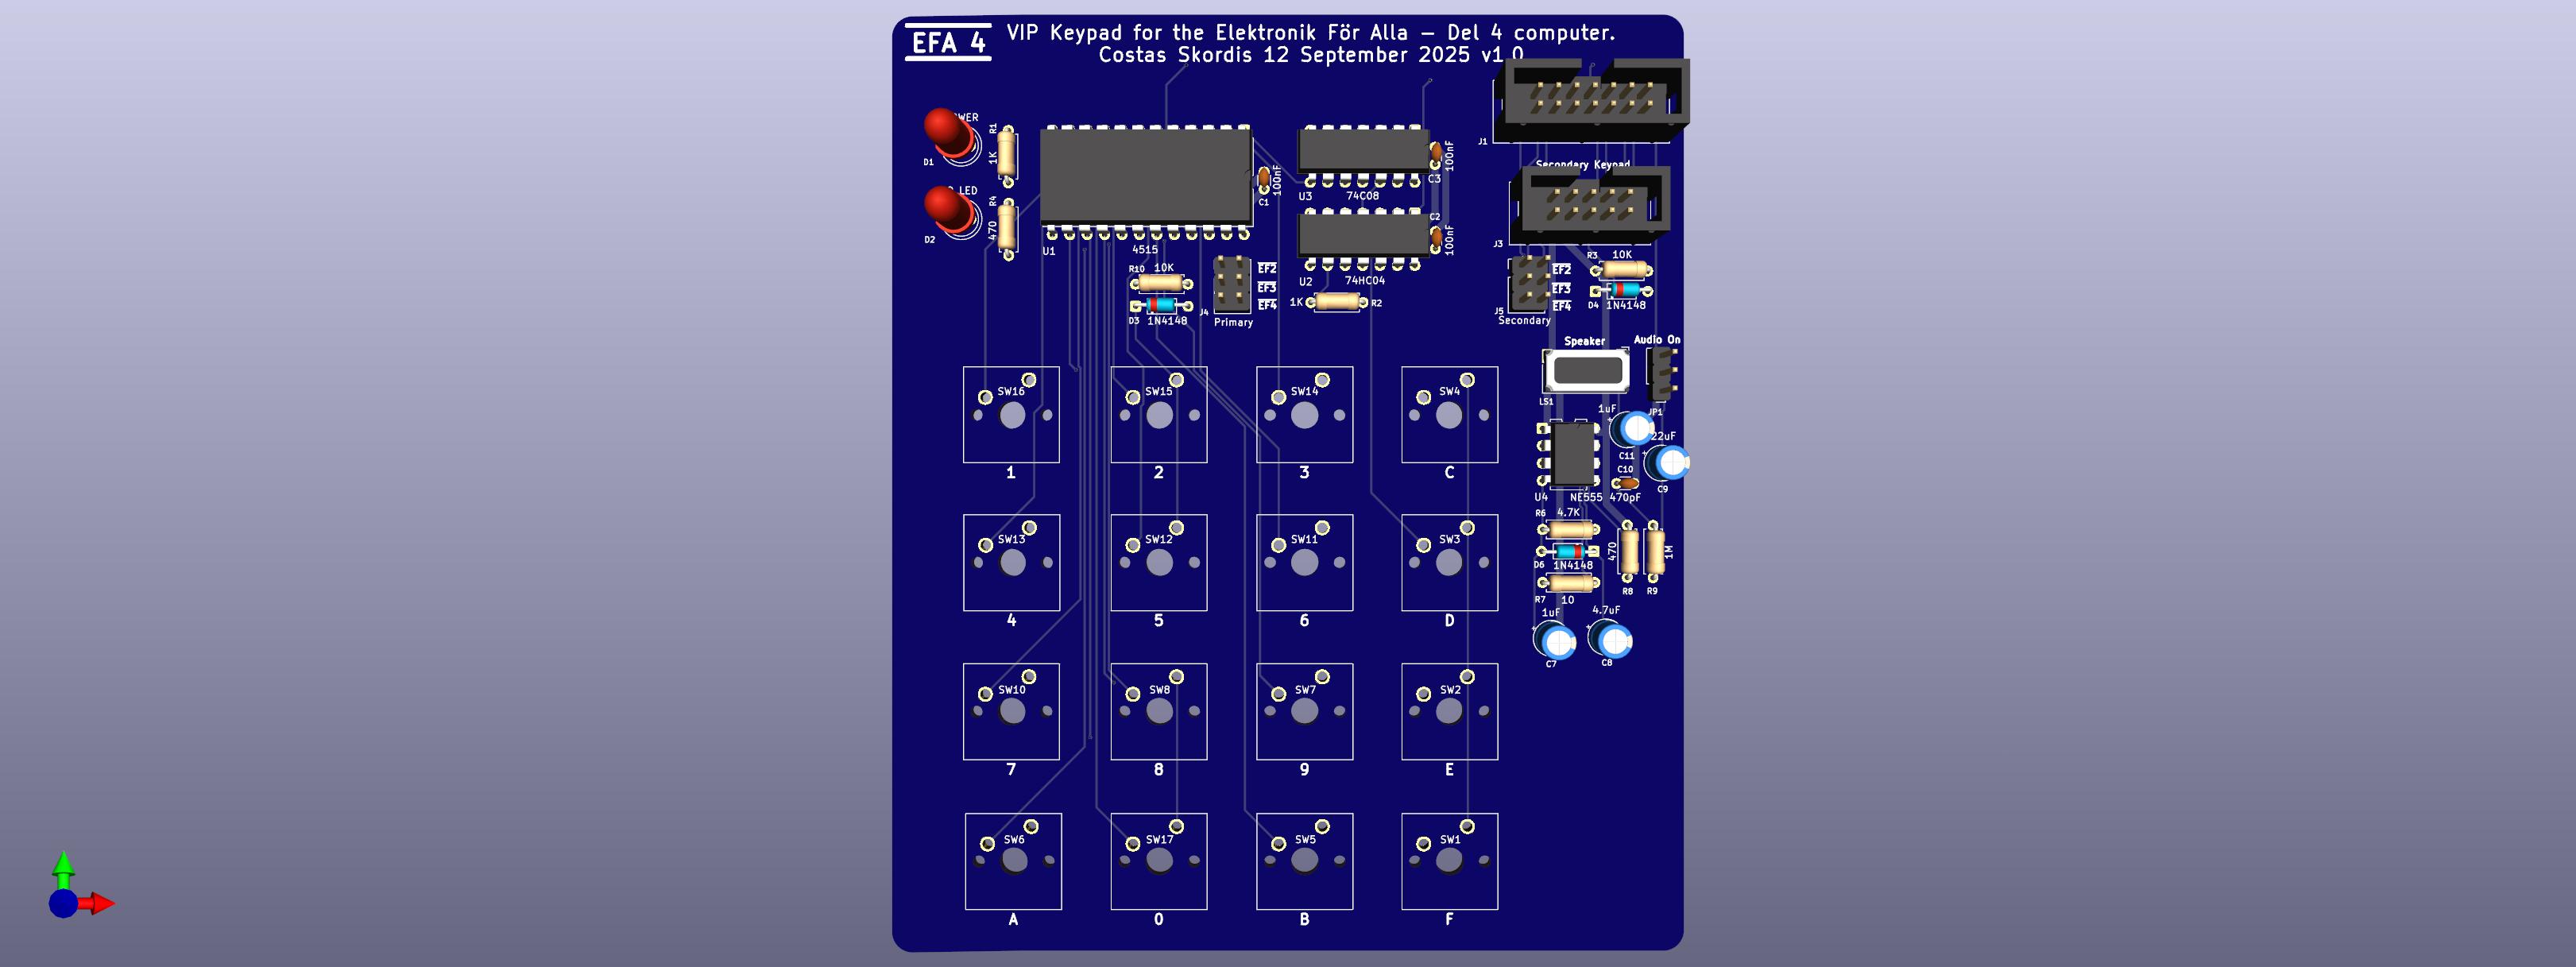 EFA 4
VIP Keypad for the Elektronik För Alla – Del 4 computer.
Costas Skordis 12 September 2025 v1.0
D1
R1
1K
D2
R4
470
U1
4515
C1
100nF
U3
74C08
C3
100nF
U2
74HC04
C2
100nF
J1
Secondary Keypad
J3
R10
10K
D3
1N4148
J4
EF2
EF3
EF4
Primary
1K
R2
J5
EF2
EF3
EF4
Secondary
R3
10K
D4
1N4148
Speaker
LS1
Audio On
JP1
1uF
C11
22uF
C9
C10
470pF
U4
NE555
R6
4.7K
D6
1N4148
R7
10
470
R8
1M
R9
1uF
C7
4.7uF
C8
SW16
1
SW15
2
SW14
3
SW4
C
SW13
4
SW12
5
SW11
6
SW3
D
SW10
7
SW8
8
SW7
9
SW2
E
SW6
A
SW17
0
SW5
B
SW1
F